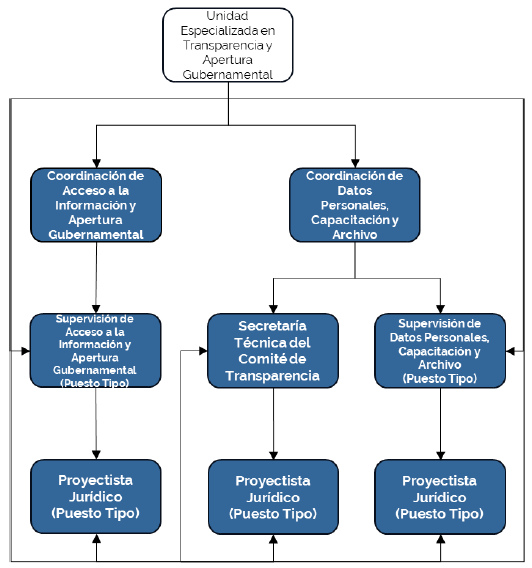 Unidad
Especializada en
Transparencia y
Apertura
Gubernamental
Coordinación de
Acceso a la
Información y
Apertura
Gubernamental
Coordinación de
Datos
Personales,
Capacitación y
Archivo
Supervisión de
Acceso a la
Información y
Apertura
Gubernamental
(Puesto Tipo)
Secretaría
Técnica del
Comité de
Transparencia
Supervisión de
Datos Personales,
Capacitación y
Archivo
(Puesto Tipo)
Proyectista
Jurídico
(Puesto Tipo)
Proyectista
Jurídico
(Puesto Tipo)
Proyectista
Jurídico
(Puesto Tipo)